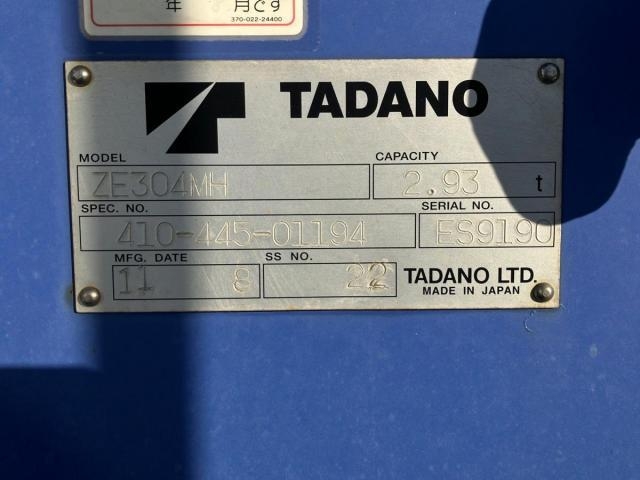 年 月です
370-022-24400
TADANO
MODEL
ZE304MH
CAPACITY
2.93 t
SPEC. NO.
410-445-01194
SERIAL NO.
ES9190
MFG. DATE
11 8
SS NO.
22
TADANO LTD.
MADE IN JAPAN